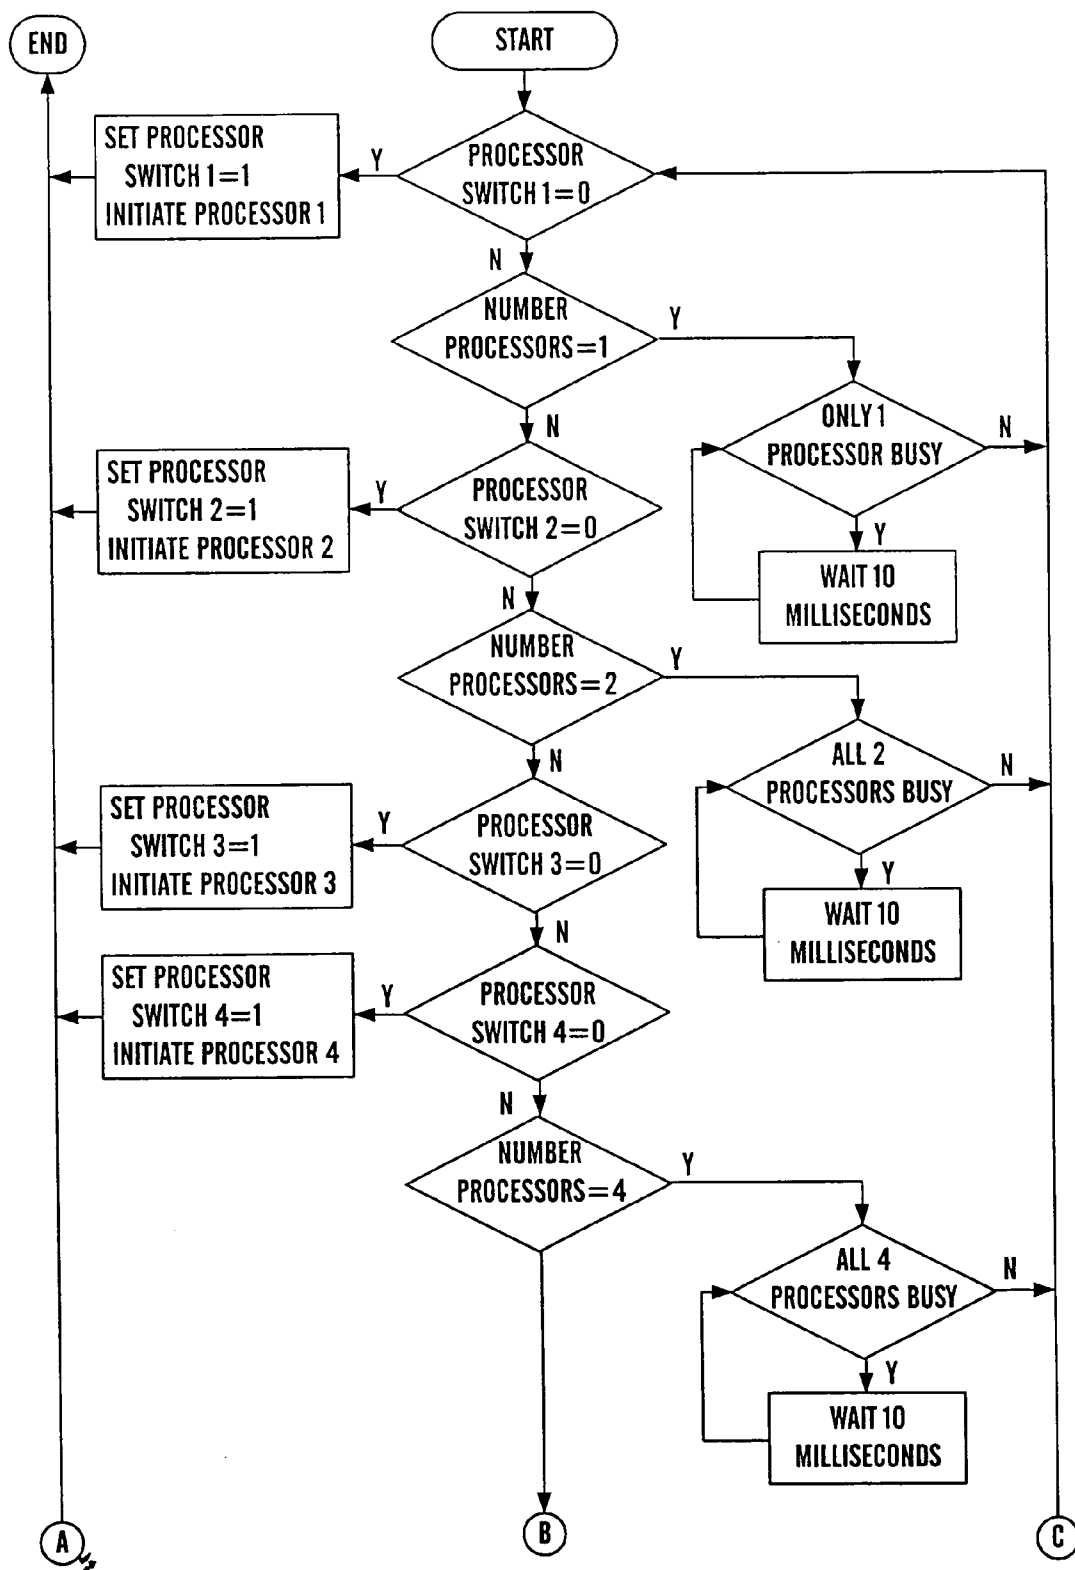 END
START
SET PROCESSOR
SWITCH 1=1
INITIATE PROCESSOR 1
Y
PROCESSOR
SWITCH 1=0
N
NUMBER
PROCESSORS=1
Y
ONLY 1
PROCESSOR BUSY
N
Y
WAIT 10
MILLISECONDS
N
SET PROCESSOR
SWITCH 2=1
INITIATE PROCESSOR 2
Y
PROCESSOR
SWITCH 2=0
N
NUMBER
PROCESSORS=2
Y
ALL 2
PROCESSORS BUSY
N
Y
WAIT 10
MILLISECONDS
N
SET PROCESSOR
SWITCH 3=1
INITIATE PROCESSOR 3
Y
PROCESSOR
SWITCH 3=0
N
SET PROCESSOR
SWITCH 4=1
INITIATE PROCESSOR 4
Y
PROCESSOR
SWITCH 4=0
N
NUMBER
PROCESSORS=4
Y
ALL 4
PROCESSORS BUSY
N
Y
WAIT 10
MILLISECONDS
A
B
C